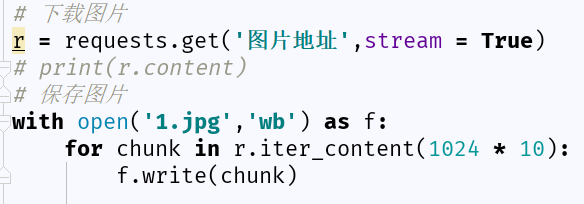 # 下载图片
r = requests.get('图片地址',stream = True)
# print(r.content)
# 保存图片
with open('1.jpg','wb') as f:
    for chunk in r.iter_content(1024 * 10):
        f.write(chunk)